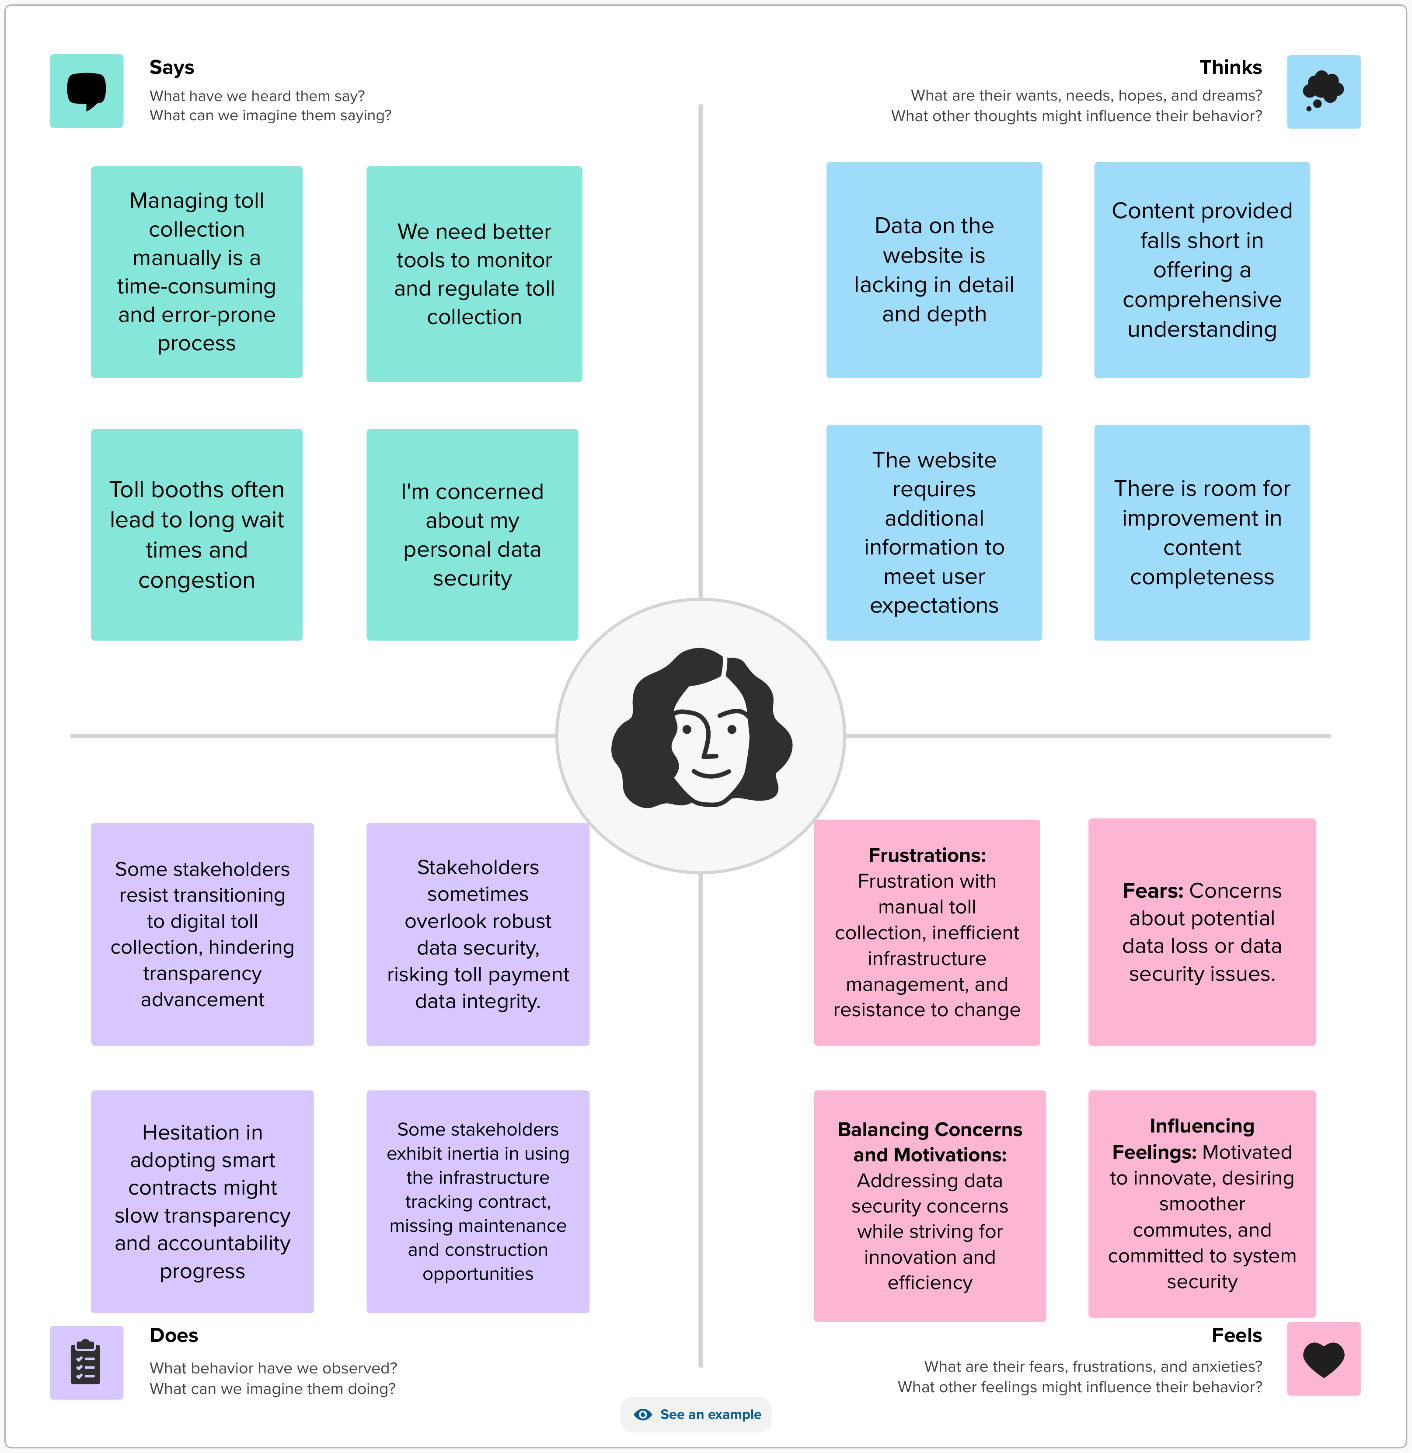 Says
What have we heard them say?
What can we imagine them saying?
Managing toll
collection
manually is a
time-consuming
and error-prone
process
We need better
tools to monitor
and regulate toll
collection
Toll booths often
lead to long wait
times and
congestion
I'm concerned
about my
personal data
security
Thinks
What are their wants, needs, hopes, and dreams?
What other thoughts might influence their behavior?
Data on the
website is
lacking in detail
and depth
Content provided
falls short in
offering a
comprehensive
understanding
The website
requires
additional
information to
meet user
expectations
There is room for
improvement in
content
completeness
Some stakeholders
resist transitioning
to digital toll
collection, hindering
transparency
advancement
Stakeholders
sometimes
overlook robust
data security,
risking toll payment
data integrity.
Hesitation in
adopting smart
contracts might
slow transparency
and accountability
progress
Some stakeholders
exhibit inertia in using
the infrastructure
tracking contract,
missing maintenance
and construction
opportunities
Does
What behavior have we observed?
What can we imagine them doing?
Frustrations:
Frustration with
manual toll
collection, inefficient
infrastructure
management, and
resistance to change
Fears: Concerns
about potential
data loss or data
security issues.
Balancing Concerns
and Motivations:
Addressing data
security concerns
while striving for
innovation and
efficiency
Influencing
Feelings: Motivated
to innovate, desiring
smoother
commutes, and
committed to system
security
Feels
What are their fears, frustrations, and anxieties?
What other feelings might influence their behavior?
See an example